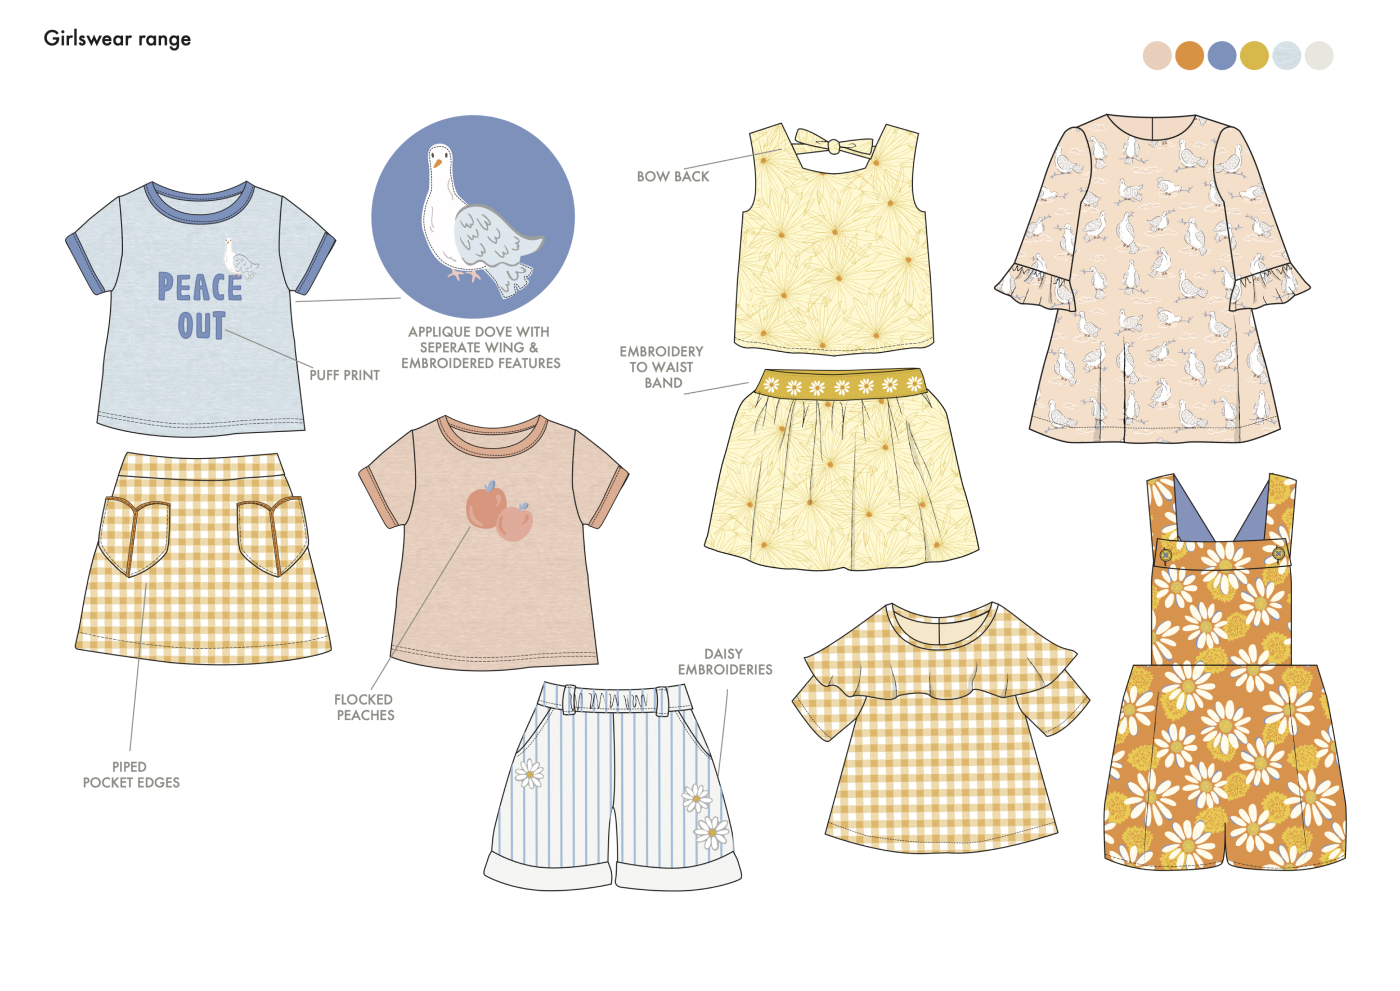 Girlswear range
PEACE
OUT
APPLIQUE DOVE WITH
SEPERATE WING &
EMBROIDERED FEATURES
PUFF PRINT
BOW BACK
EMBROIDERY
TO WAIST
BAND
FLOCKED
PEACHES
DAISY
EMBROIDERIES
PIPED
POCKET EDGES